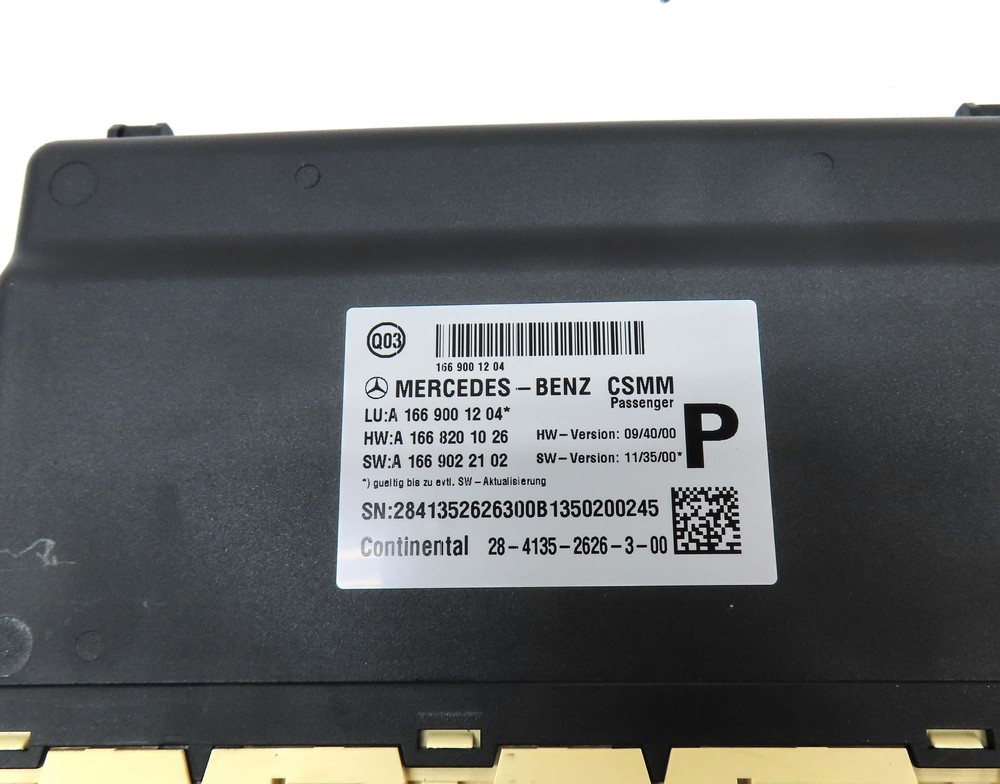 Q03
166 900 12 04
MERCEDES-BENZ CSMM
Passenger
LU:A 166 900 12 04*
HW:A 166 820 10 26 HW-Version: 09/40/00
SW:A 166 902 21 02 SW-Version: 11/35/00*
P
*) gueltig bis zu evtl. SW-Aktualisierung
SN:2841352626300B1350200245
Continental 28-4135-2626-3-00